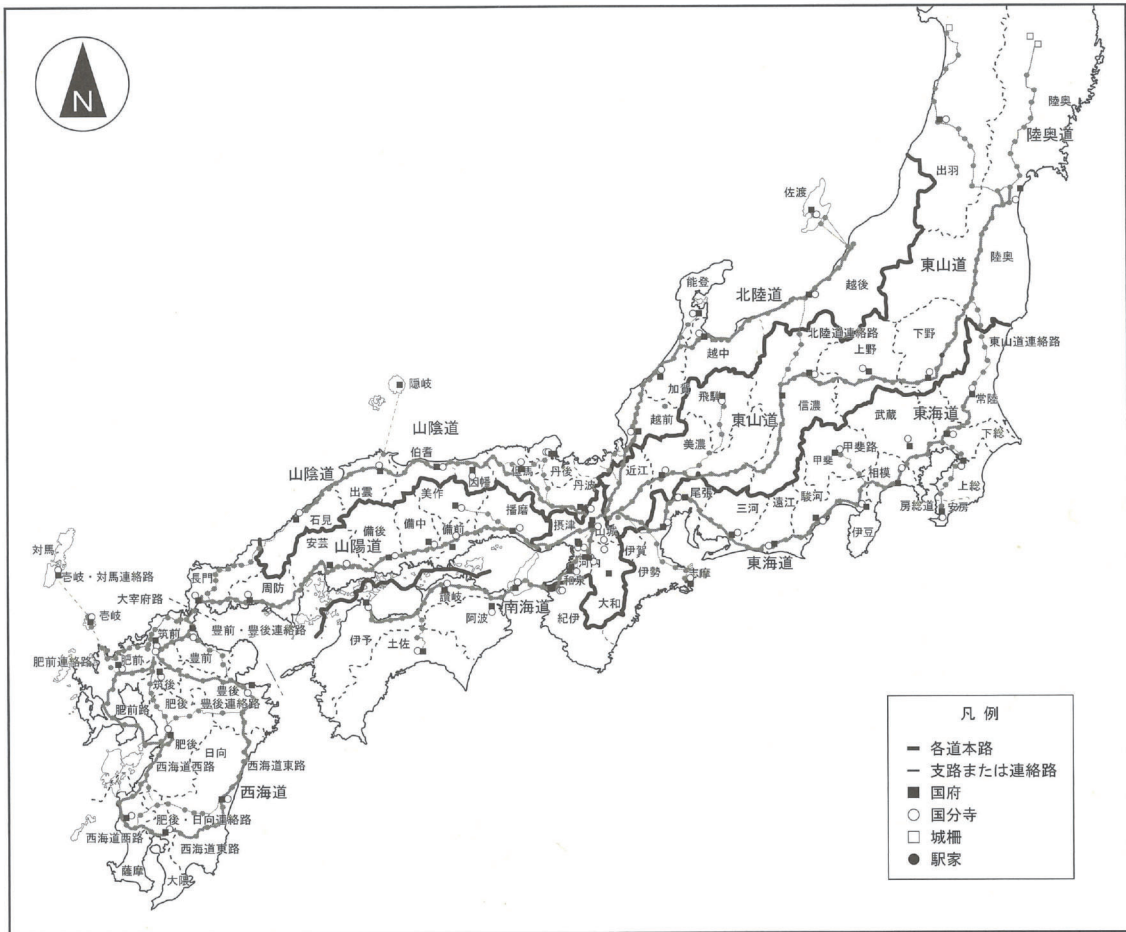 N
陸奥
陸奥道
出羽
佐渡
東山道
陸奥
能登
北陸道
越後
越中
北陸道連絡路
下野
上野
東山道連絡路
隠岐
加賀
飛騨
東山道
信濃
武蔵
東海道
常陸
越前
美濃
甲斐路
下総
山陰道
伯耆
但馬
丹後
近江
甲斐
相模
上総
山陰道
因幡
丹波
尾張
駿河
房総道
安房
出雲
美作
播磨
三河
遠江
伊豆
石見
備中
備前
摂津
山城
伊賀
東海道
安芸
備後
山陽道
河内
伊勢
志摩
対馬
壱岐・対馬連絡路
長門
周防
和泉
大和
大宰府路
讃岐
南海道
紀伊
壱岐
阿波
筑前
豊前・豊後連絡路
伊予
土佐
肥前連絡路
肥前
豊前
筑後
豊後
肥後・豊後連絡路
肥前路
肥後
日向
西海道西路
西海道東路
西海道
肥後・日向連絡路
西海道西路
西海道東路
薩摩
大隅
凡 例
各道本路
支路または連絡路
国府
国分寺
城柵
駅家